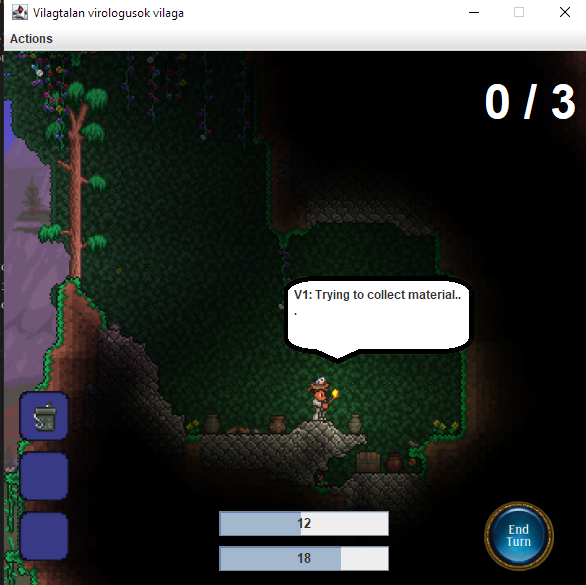 Vilagtalan virologusok vilaga
Actions
0 / 3
V1: Trying to collect material..
.
12
18
End
Turn